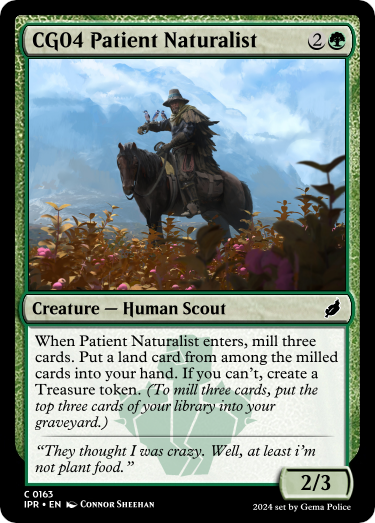 CG04 Patient Naturalist 2
Creature — Human Scout
When Patient Naturalist enters, mill three
cards. Put a land card from among the milled
cards into your hand. If you can't, create a
Treasure token. (To mill three cards, put the
top three cards of your library into your
graveyard.)
“They thought I was crazy. Well, at least i'm
not plant food.”
2/3
C 0163
IPR • EN Connor Sheehan
2024 set by Gema Police